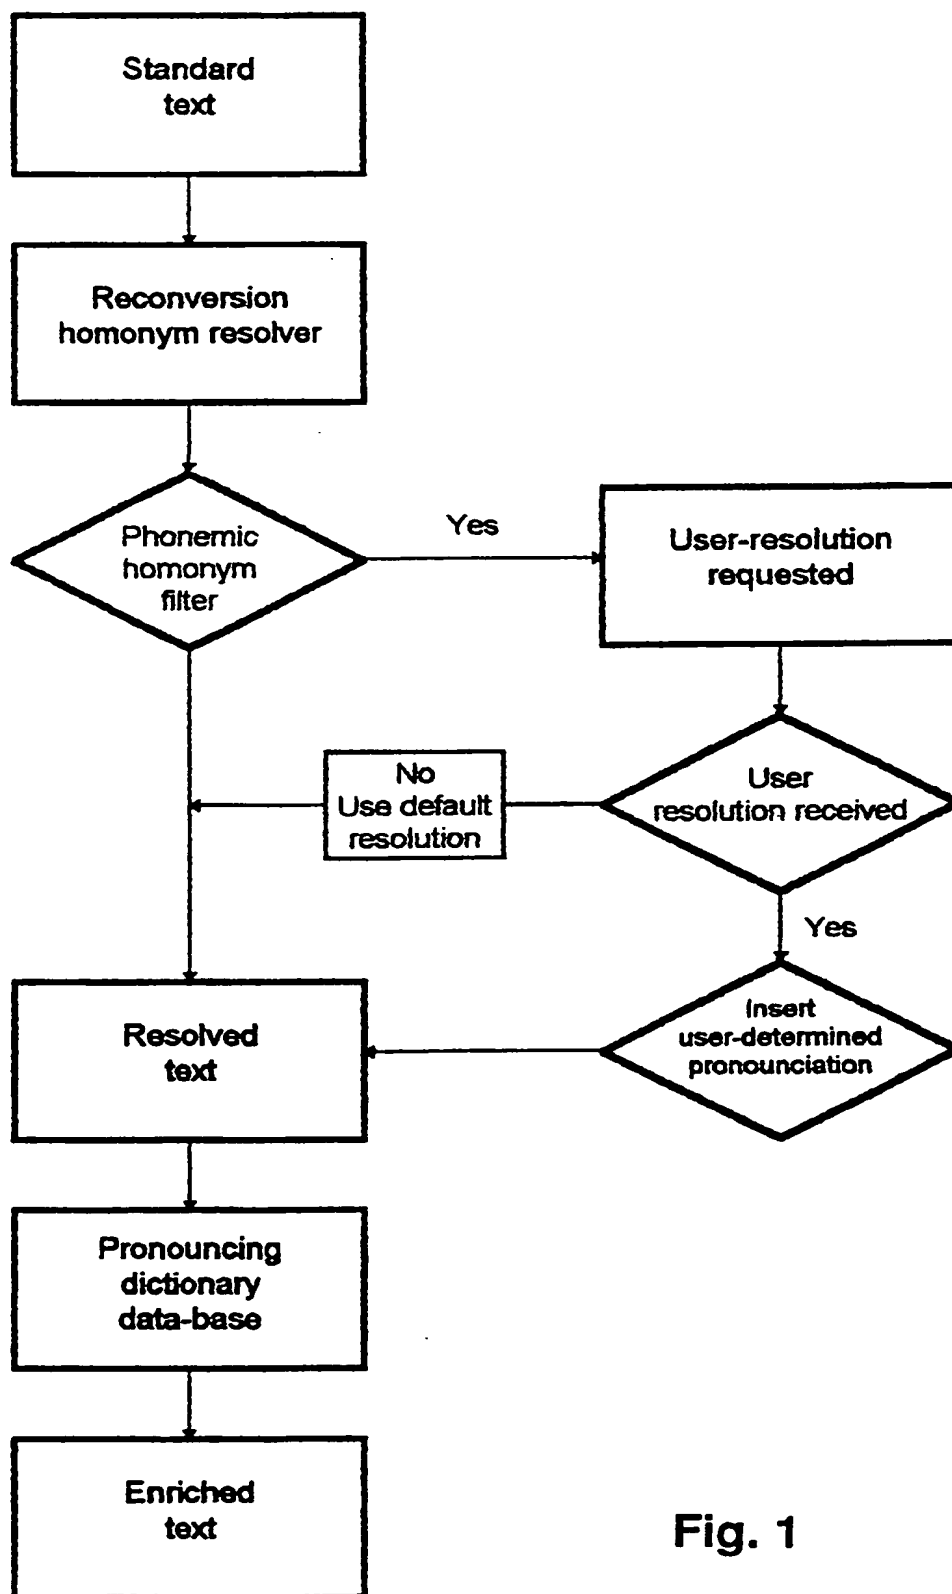 Standard
text
Reconversion
homonym resolver
Phonemic
homonym
filter
Yes
User-resolution
requested
User
resolution received
No
Use default
resolution
Yes
Insert
user-determined
pronounciation
Resolved
text
Pronouncing
dictionary
data-base
Enriched
text
Fig. 1